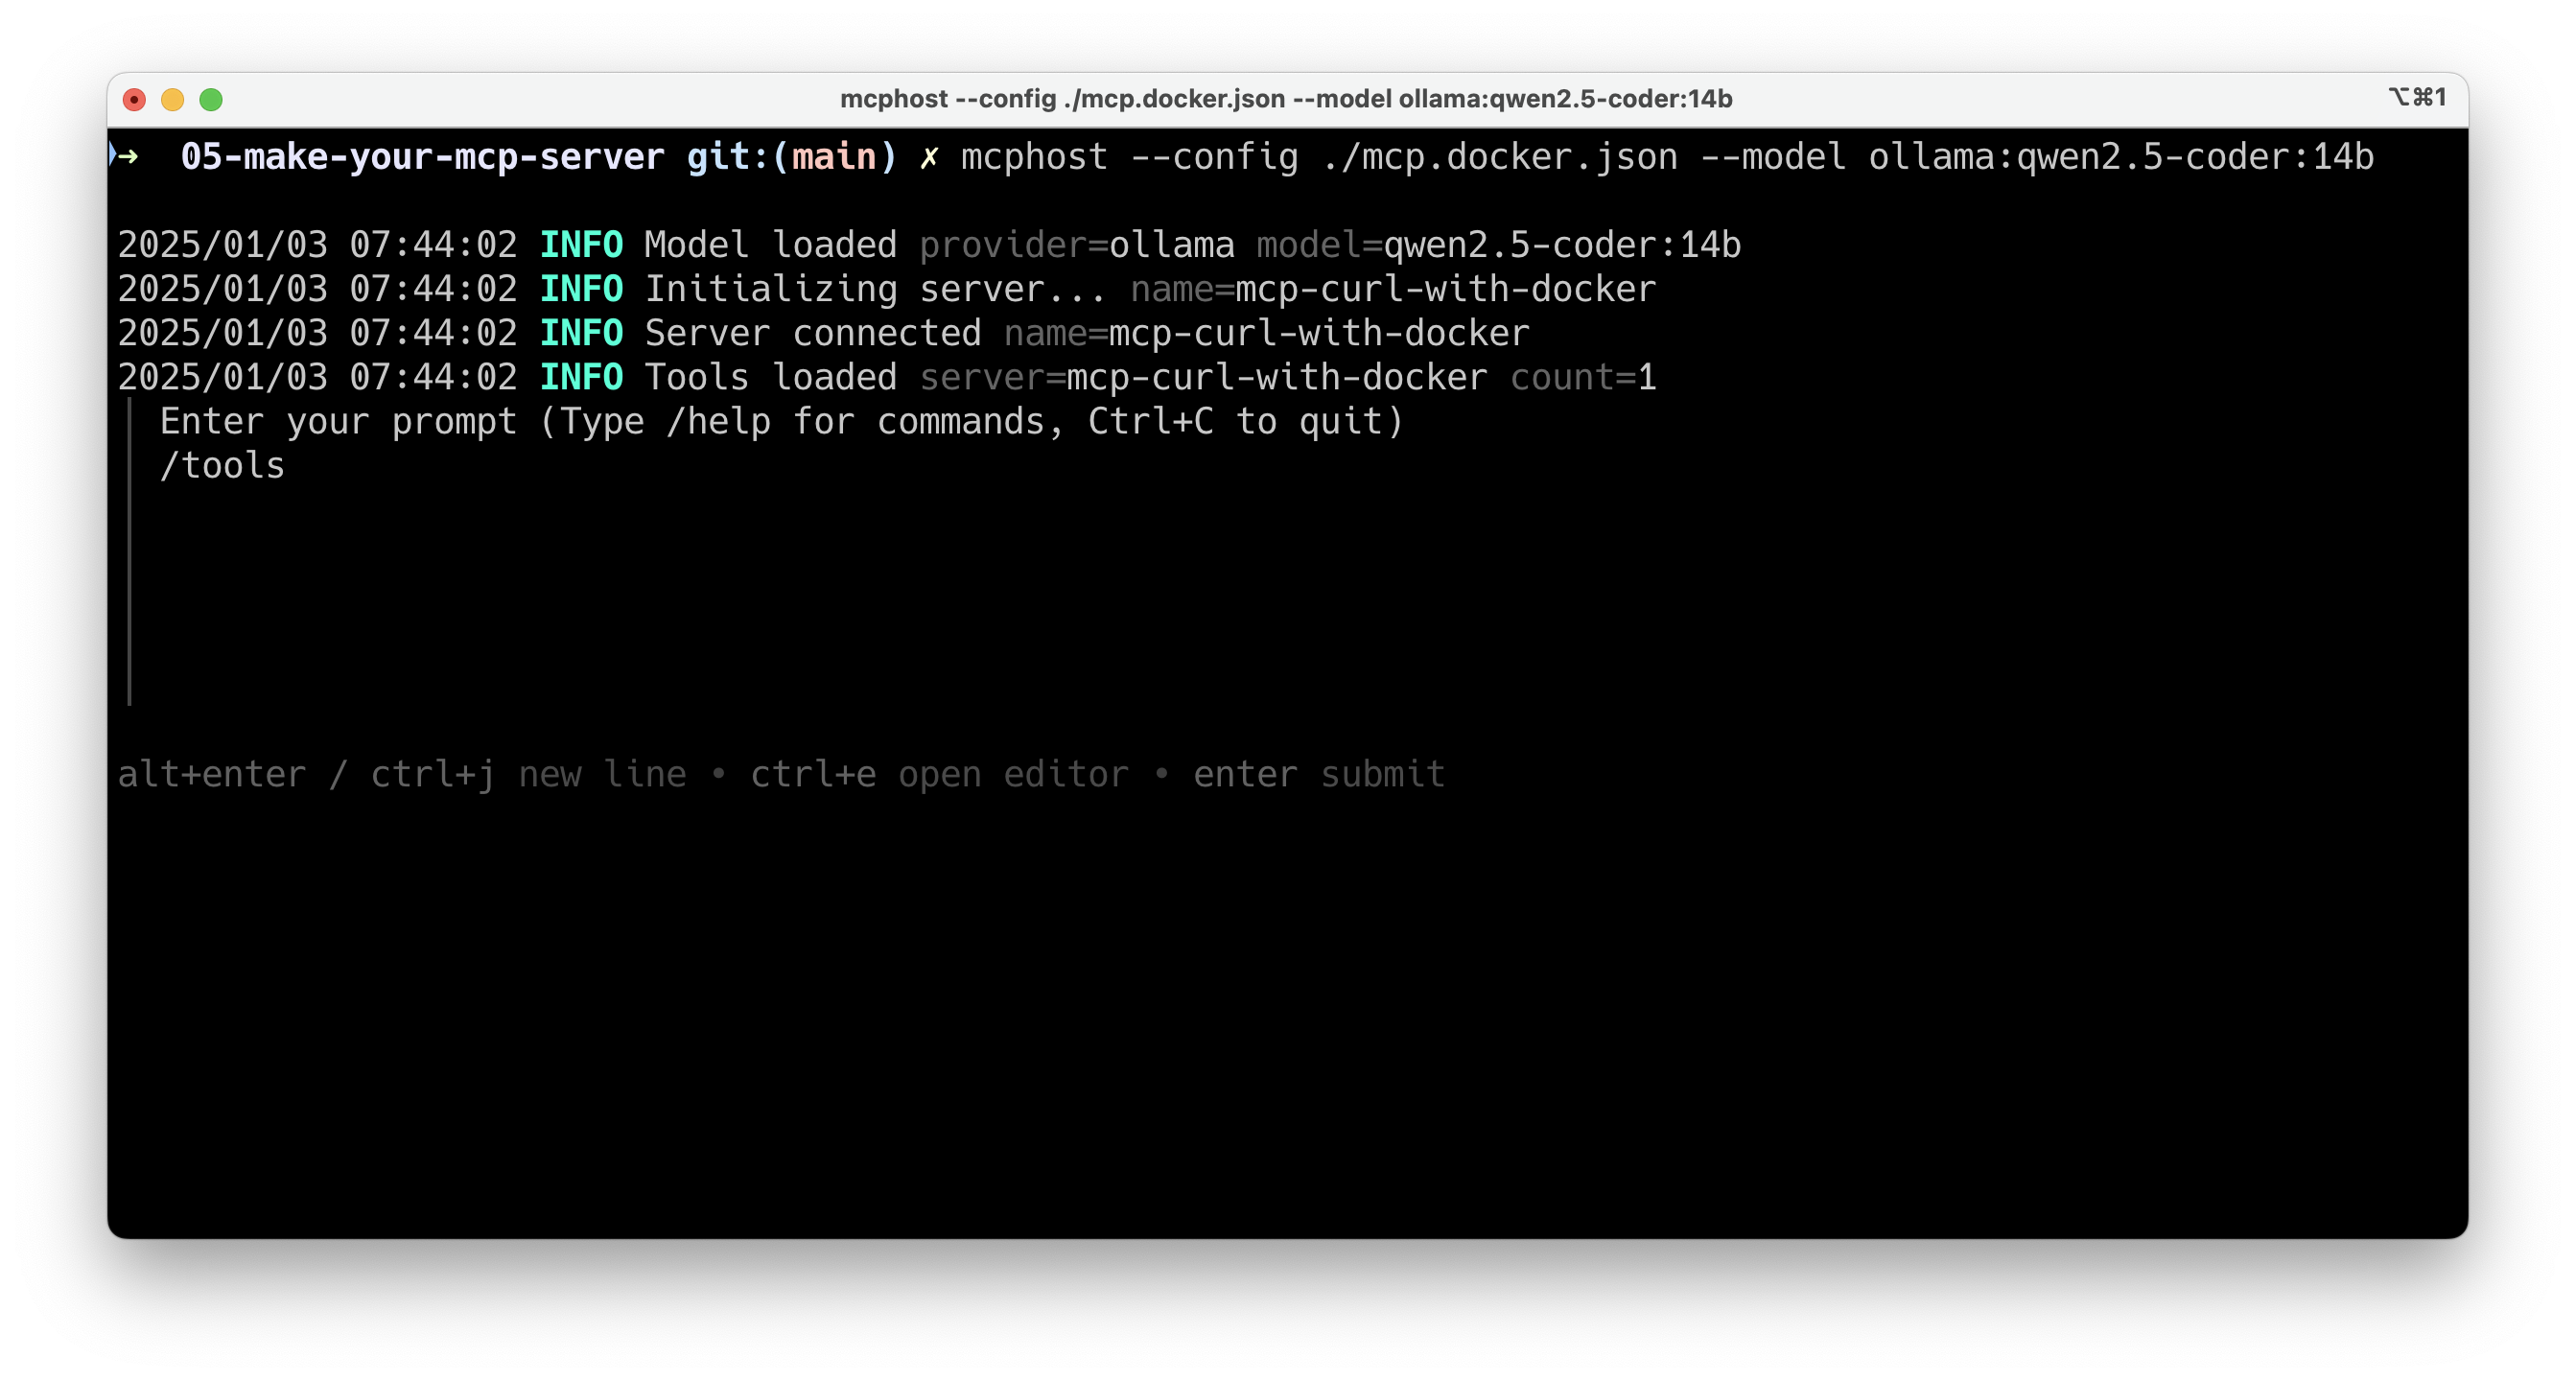 mcphost --config ./mcp.docker.json --model ollama:qwen2.5-coder:14b ⌥⌘1
➜ 05-make-your-mcp-server git:(main) ✗ mcphost --config ./mcp.docker.json --model ollama:qwen2.5-coder:14b
2025/01/03 07:44:02 INFO Model loaded provider=ollama model=qwen2.5-coder:14b
2025/01/03 07:44:02 INFO Initializing server... name=mcp-curl-with-docker
2025/01/03 07:44:02 INFO Server connected name=mcp-curl-with-docker
2025/01/03 07:44:02 INFO Tools loaded server=mcp-curl-with-docker count=1
Enter your prompt (Type /help for commands, Ctrl+C to quit)
/tools
alt+enter / ctrl+j new line • ctrl+e open editor • enter submit